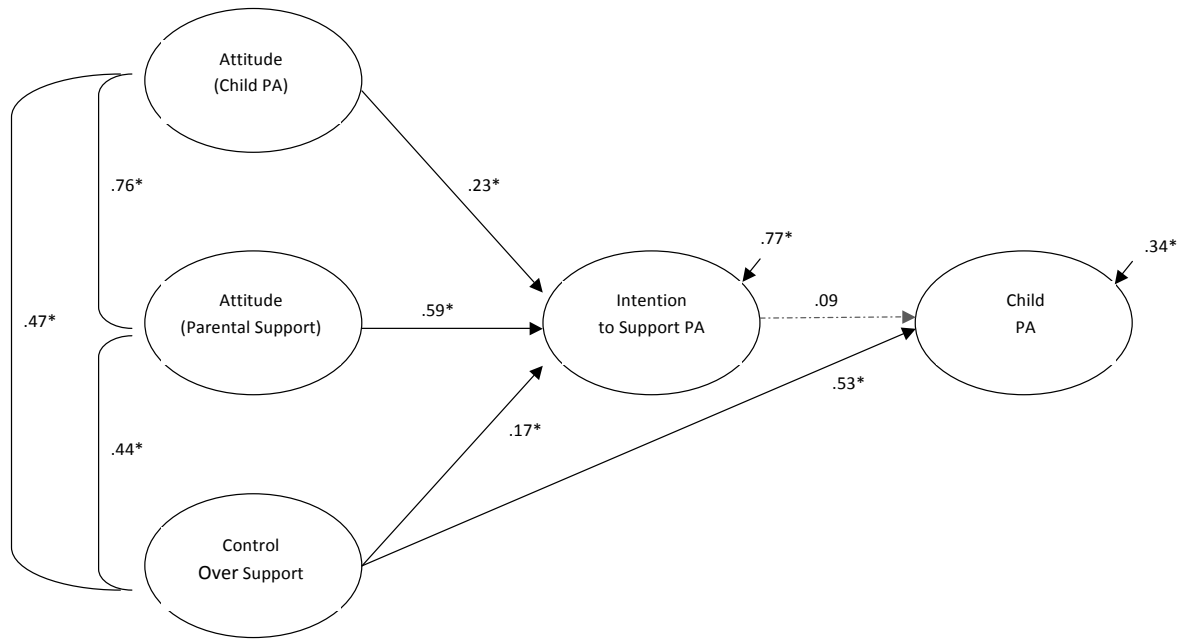 Attitude
(Child PA)
.76*
.23*
.77*
.34*
.47*
Attitude
(Parental Support)
.59*
Intention
to Support PA
.09
Child
PA
.53*
.17*
.44*
Control
Over Support